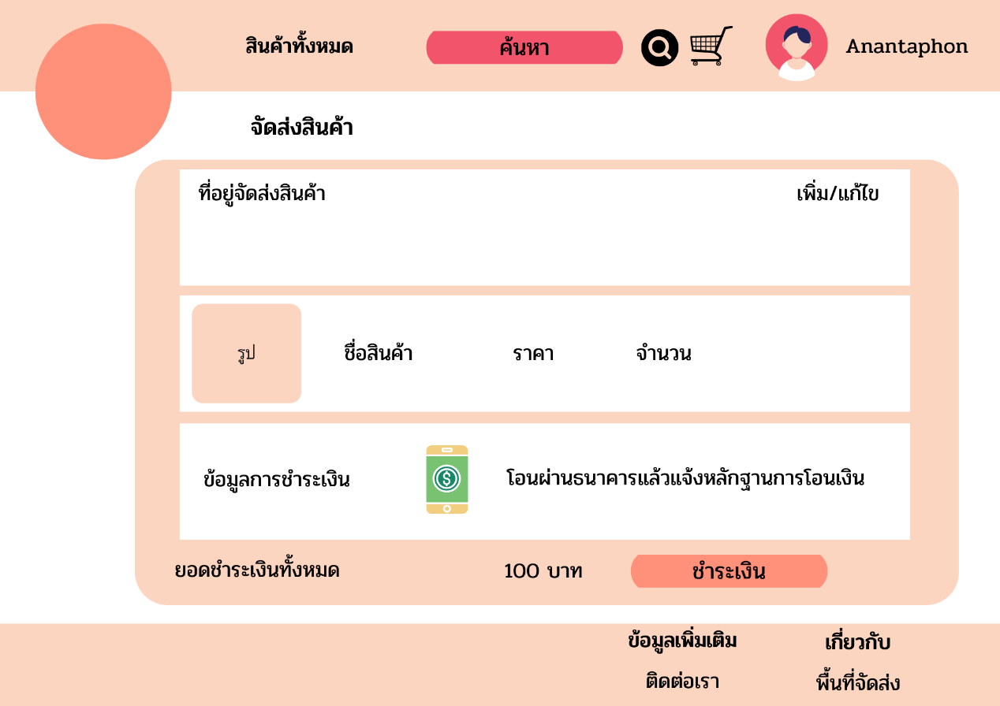 สินค้าทั้งหมด
ค้นหา
Anantaphon
จัดส่งสินค้า
ที่อยู่จัดส่งสินค้า
เพิ่ม/แก้ไข
รูป
ชื่อสินค้า
ราคา
จำนวน
ข้อมูลการชำระเงิน
$
โอนผ่านธนาคารแล้วแจ้งหลักฐานการโอนเงิน
ยอดชำระเงินทั้งหมด
100 บาท
ชำระเงิน
ข้อมูลเพิ่มเติม
เกี่ยวกับ
ติดต่อเรา
พื้นที่จัดส่ง